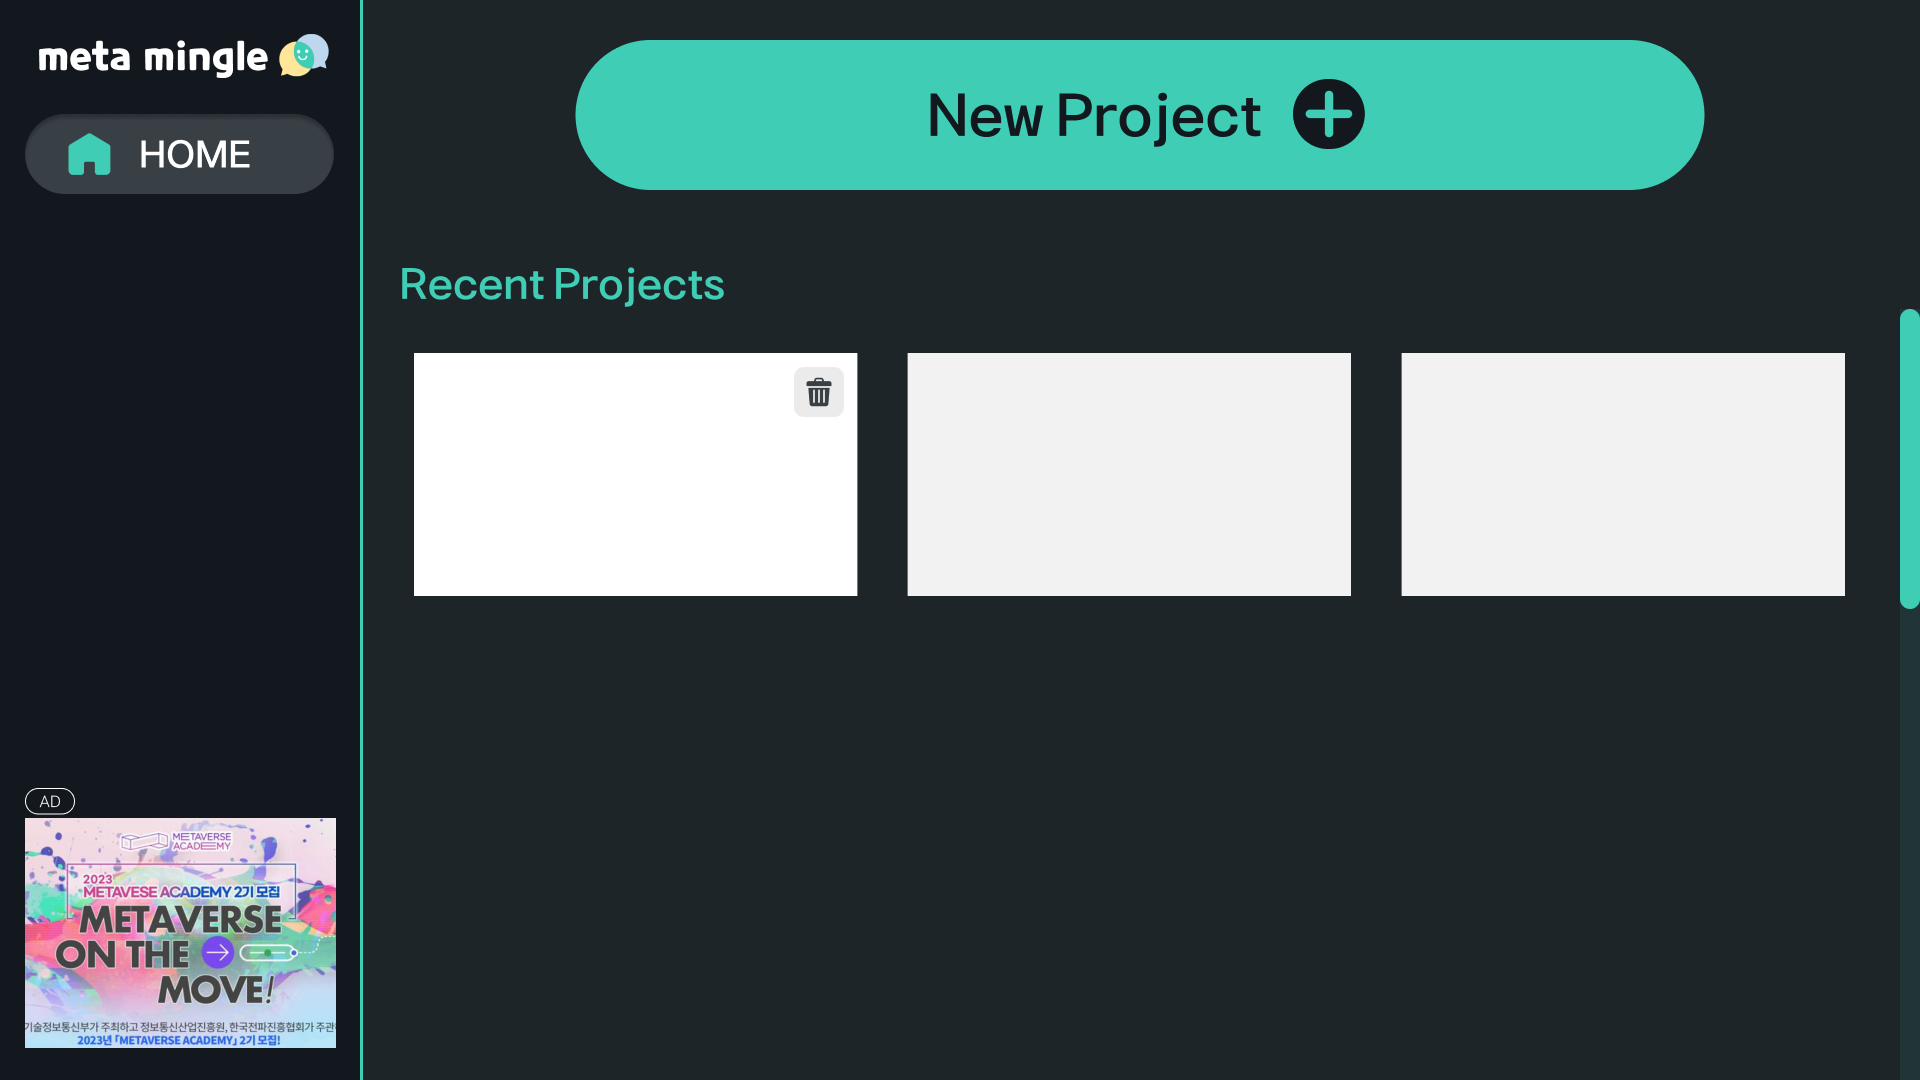 meta mingle
HOME
New Project
Recent Projects
AD
METAVERSE
ACADEMY
2023
METAVESE ACADEMY 2기 모집
METAVERSE
ON THE
MOVE!
기술정보통신부가 주최하고 정보통신산업진흥원, 한국전파진흥협회가 주관
2023년 「METAVERSE ACADEMY」 2기 모집!